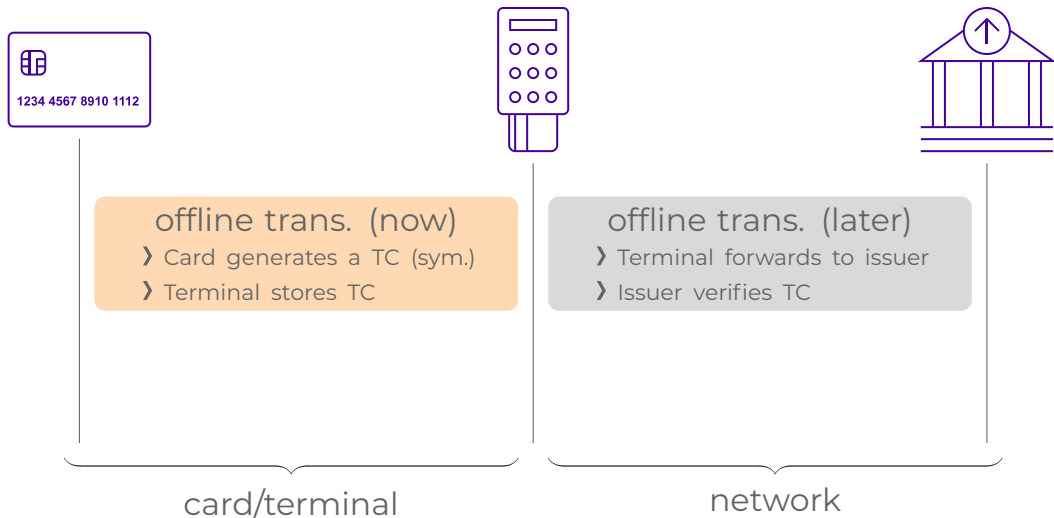 1234 4567 8910 1112
offline trans. (now)
❯ Card generates a TC (sym.)
❯ Terminal stores TC
offline trans. (later)
❯ Terminal forwards to issuer
❯ Issuer verifies TC
card/terminal
network